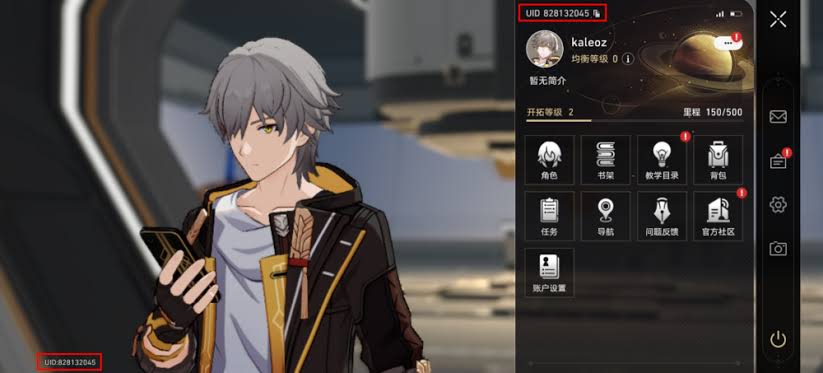 UID 828132045
kaleoz
均衡等级 0
暂无简介
开拓等级 2 里程 150/500
角色 书架 教学目录 背包
任务 导航 问题反馈 官方社区
账户设置
UID:828132045